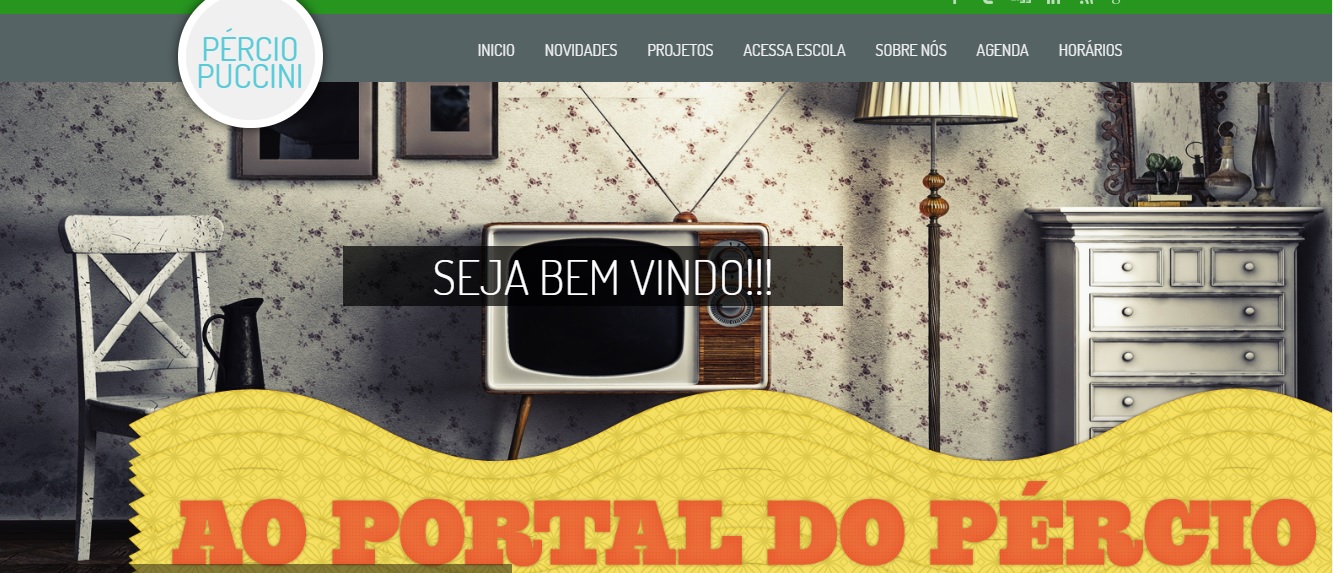 PÉRCIO
PUCCINI
INICIO NOVIDADES PROJETOS ACESSA ESCOLA SOBRE NÓS AGENDA HORÁRIOS
SEJA BEM VINDO!!!
AO PORTAL DO PÉRCIO